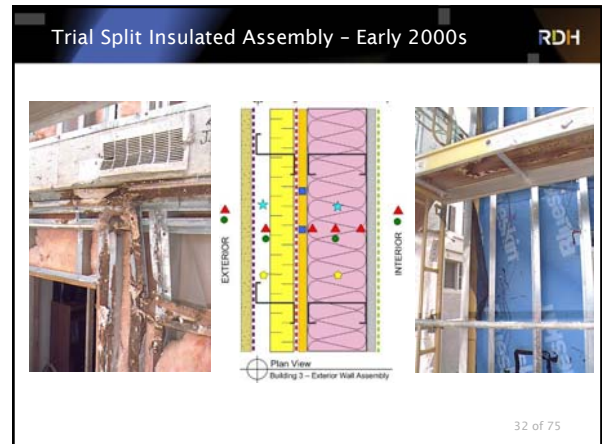 Trial Split Insulated Assembly – Early 2000s
RDH
EXTERIOR
INTERIOR
Plan View
Building 3 – Exterior Wall Assembly
32 of 75